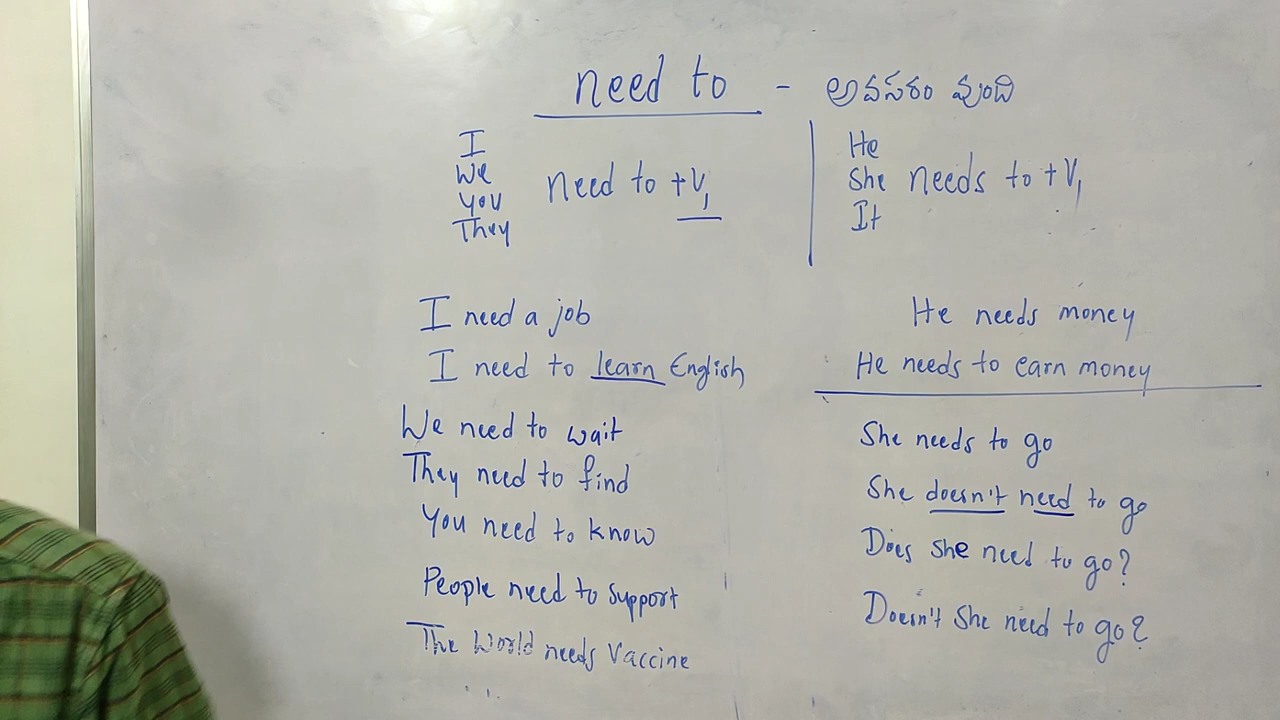 need to - అవసరం వుంది
I
We
You
They
need to + V1
He
She
It
needs to + V1
I need a job
I need to learn English
We need to wait
They need to find
You need to know
People need to Support
The World needs Vaccine
He needs money
He needs to earn money
She needs to go
She doesn't need to go
Does She need to go?
Doesn't She need to go?